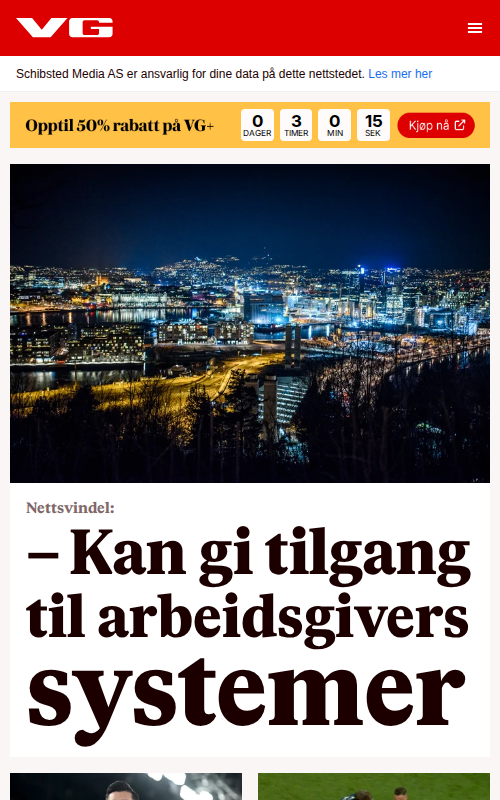 VG
Schibsted Media AS er ansvarlig for dine data på dette nettstedet. Les mer her
Opptil 50% rabatt på VG+
0 3 0 15
DAGER TIMER MIN SEK
Kjøp nå
Nettsvindel:
– Kan gi tilgang
til arbeidsgivers
systemer